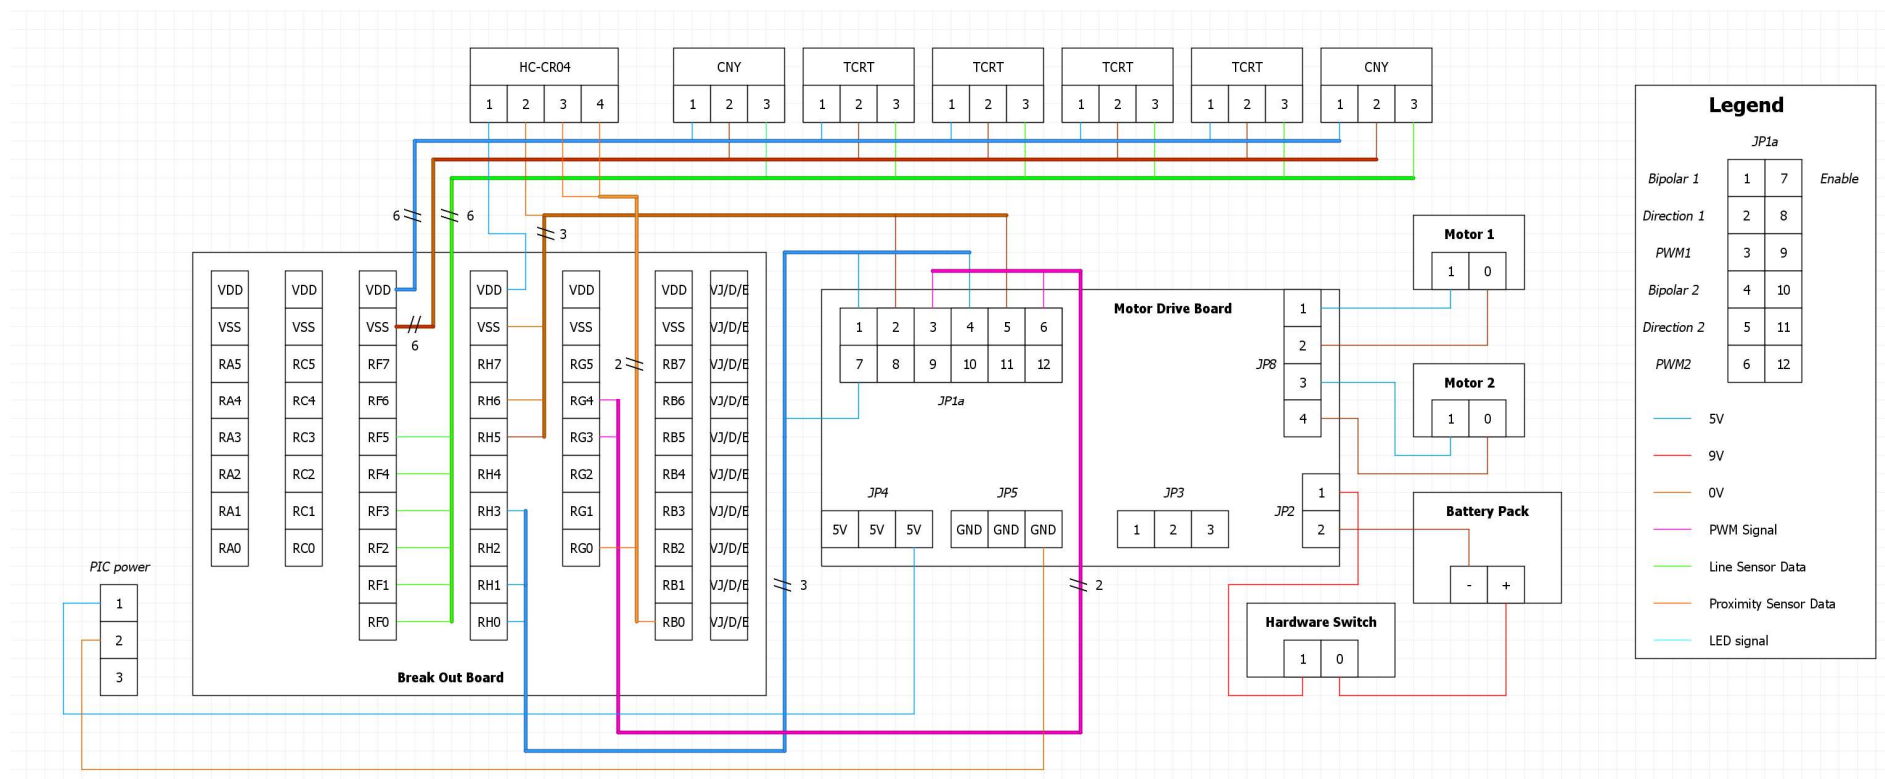 HC-CR04 CNY TCRT TCRT TCRT TCRT CNY
1 2 3 4 1 2 3 1 2 3 1 2 3 1 2 3 1 2 3 1 2 3
Legend
JP1a
Bipolar 1 1 7 Enable
Direction 1 2 8
PWM1 3 9
Bipolar 2 4 10
Direction 2 5 11
PWM2 6 12
5V
9V
0V
PWM Signal
Line Sensor Data
Proximity Sensor Data
LED signal
6 6
3
VDD VDD VDD VDD VDD VDD VJ/D/E
VSS VSS VSS VSS VSS VSS VJ/D/E
6
RA5 RC5 RF7 RH7 RG5 2 RB7 VJ/D/E
RA4 RC4 RF6 RH6 RG4 RB6 VJ/D/E
RA3 RC3 RF5 RH5 RG3 RB5 VJ/D/E
RA2 RC2 RF4 RH4 RG2 RB4 VJ/D/E
RA1 RC1 RF3 RH3 RG1 RB3 VJ/D/E
RA0 RC0 RF2 RH2 RG0 RB2 VJ/D/E
RF1 RH1 RB1 VJ/D/E
RF0 RH0 RB0 VJ/D/E
Break Out Board
PIC power
1
2
3
3
2
Motor Drive Board
1 2 3 4 5 6
7 8 9 10 11 12
JP1a
JP8
1
2
3
4
JP4
5V 5V 5V
JP5
GND GND GND
JP3
1 2 3
JP2
1
2
Motor 1
1 0
Motor 2
1 0
Battery Pack
- +
Hardware Switch
1 0